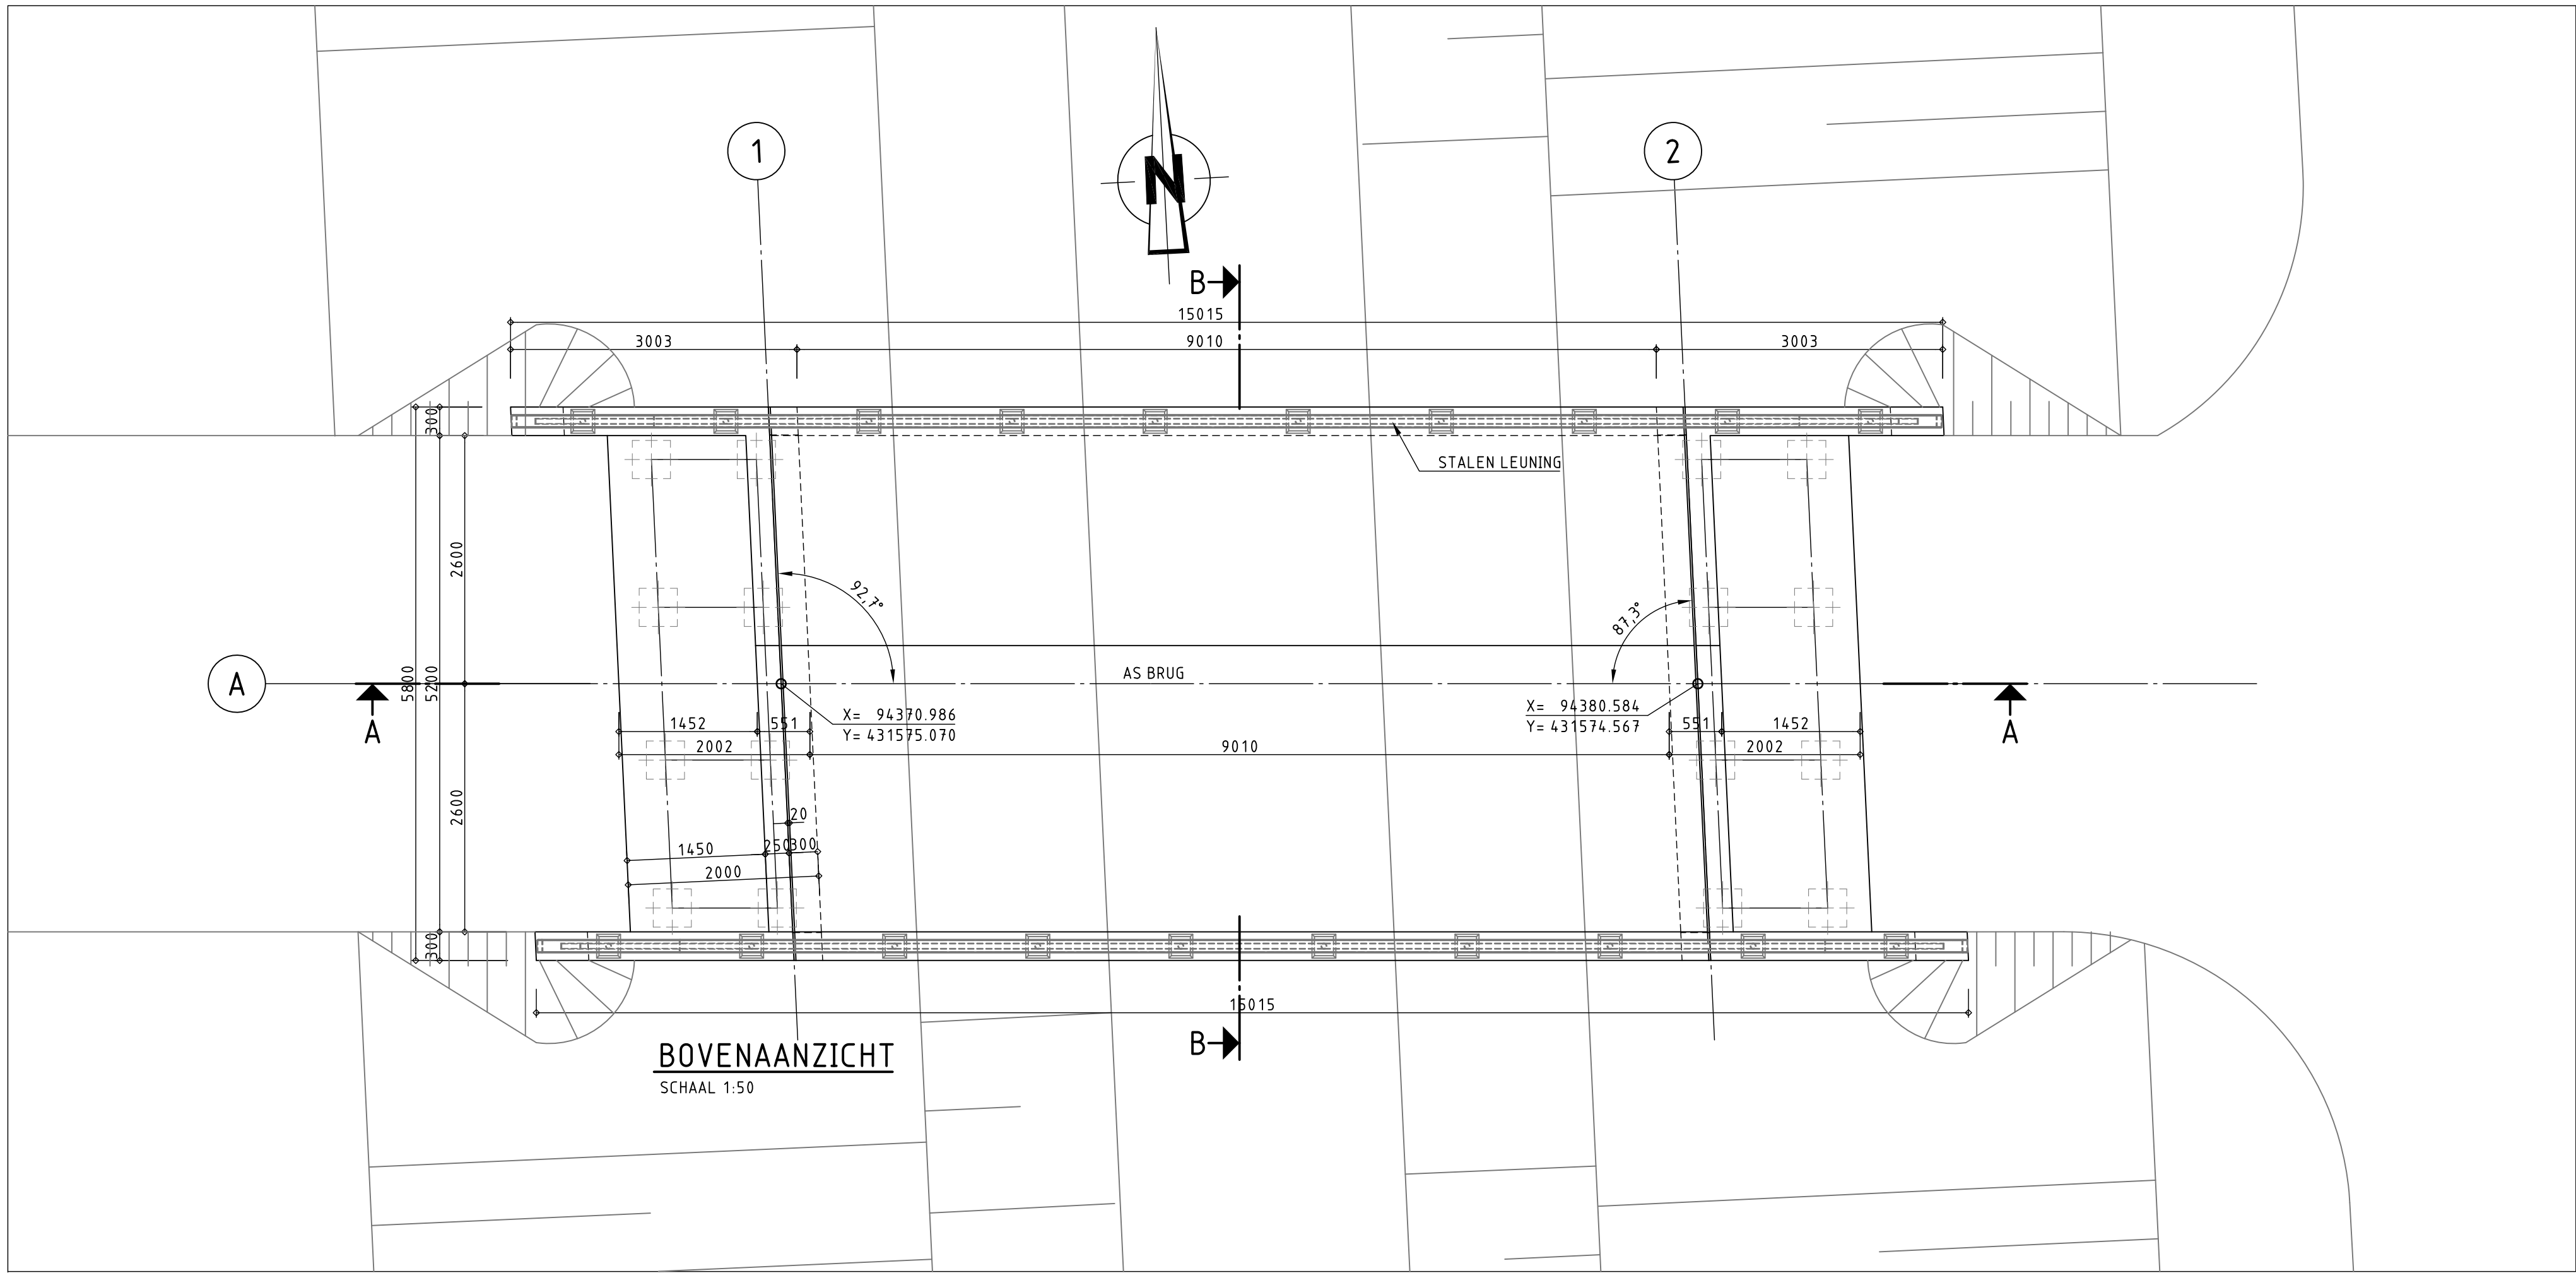 1
2
N
B
15015
3003
9010
3003
300
STALEN LEUNING
2600
92,7°
87,3°
A
AS BRUG
5800
5200
A
A
X= 94370.986
Y= 431575.070
X= 94380.584
Y= 431574.567
1452
551
551
1452
2002
9010
2002
2600
20
1450
250
300
2000
300
15015
B
BOVENAANZICHT
SCHAAL 1:50